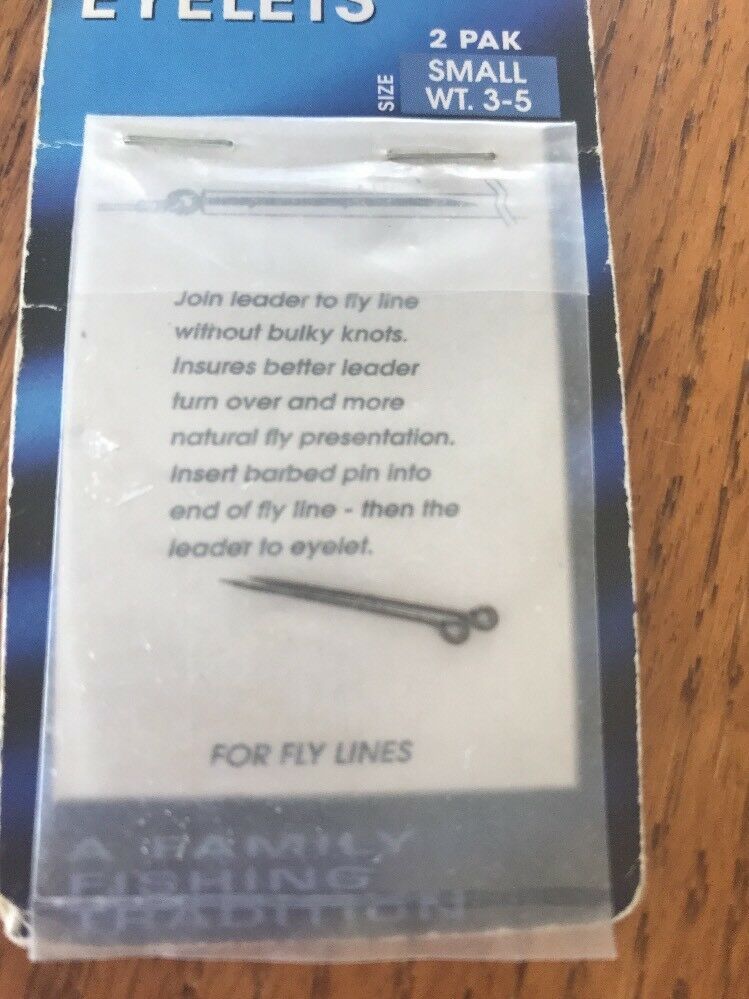 EYELETS
2 PAK
SIZE
SMALL
WT. 3-5
Join leader to fly line
without bulky knots.
Insures better leader
turn over and more
natural fly presentation.
Insert barbed pin into
end of fly line - then the
leader to eyelet.
FOR FLY LINES
A FAMILY
FISHING
TRADITION